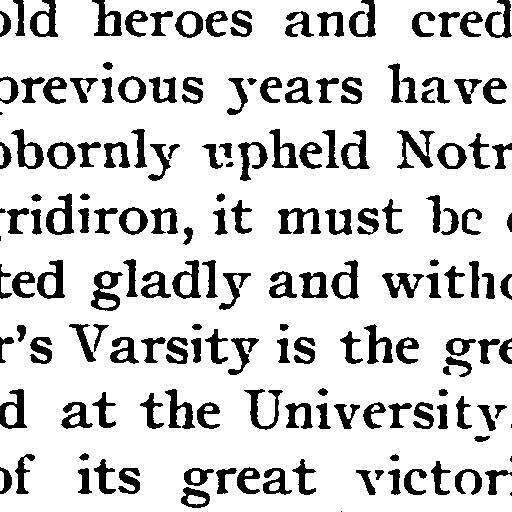 old heroes and cred
previous years have
bbornly upheld Notr
gridiron, it must be
ted gladly and witho
r's Varsity is the gre
d at the University.
of its great victori